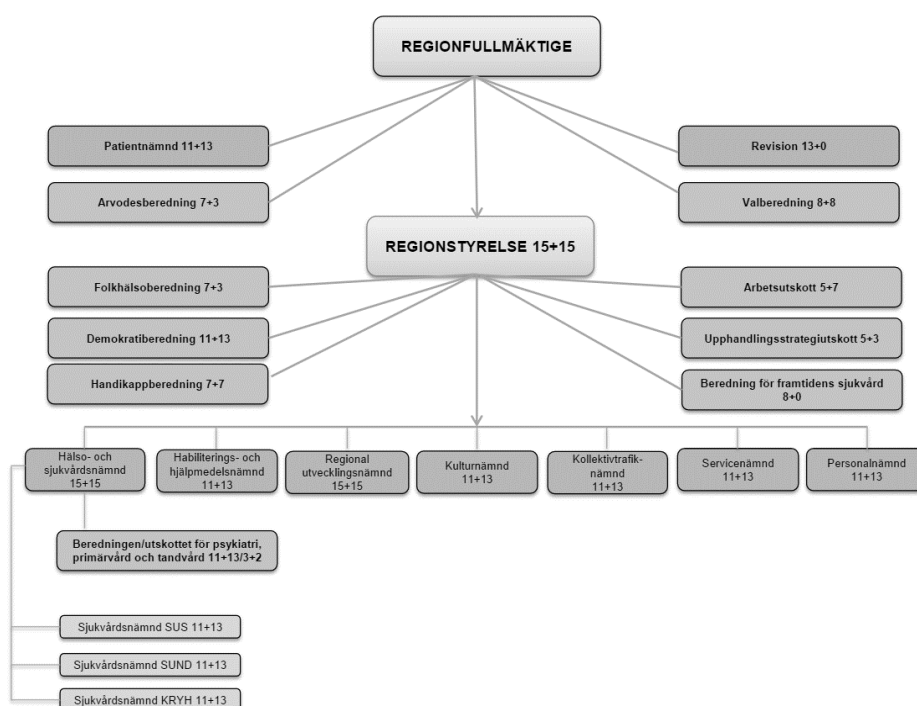 REGIONFULLMÄKTIGE
Patientnämnd 11+13
Revision 13+0
Arvodesberedning 7+3
Valberedning 8+8
REGIONSTYRELSE 15+15
Folkhälsoberedning 7+3
Arbetsutskott 5+7
Demokratiberedning 11+13
Upphandlingsstrategiutskott 5+3
Handikappberedning 7+7
Beredning för framtidens sjukvård
8+0
Hälso- och
sjukvårdsnämnd
15+15
Habiliterings- och
hjälpmedelsnämnd
11+13
Regional
utvecklingsnämnd
15+15
Kulturnämnd
11+13
Kollektivtrafik-
nämnd
11+13
Servicenämnd
11+13
Personalnämnd
11+13
Beredningen/utskottet för psykiatri,
primärvård och tandvård 11+13/3+2
Sjukvårdsnämnd SUS 11+13
Sjukvårdsnämnd SUND 11+13
Sjukvårdsnämnd KRYH 11+13